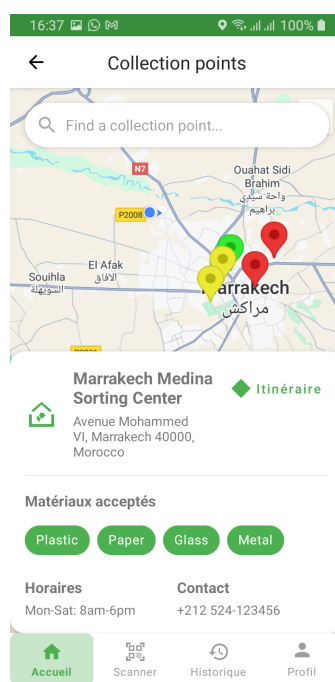 16:37 100%
Collection points
Find a collection point...
N7
Ouahat Sidi
Brahim
واحة سيدي
براهيم
P2008
El Afak
الآفاق
Souihla
السويهلة
Marrakech
مراكش
Marrakech Medina
Sorting Center
Itinéraire
Avenue Mohammed
VI, Marrakech 40000,
Morocco
Matériaux acceptés
Plastic Paper Glass Metal
Horaires Contact
Mon-Sat: 8am-6pm +212 524-123456
Accueil Scanner Historique Profil